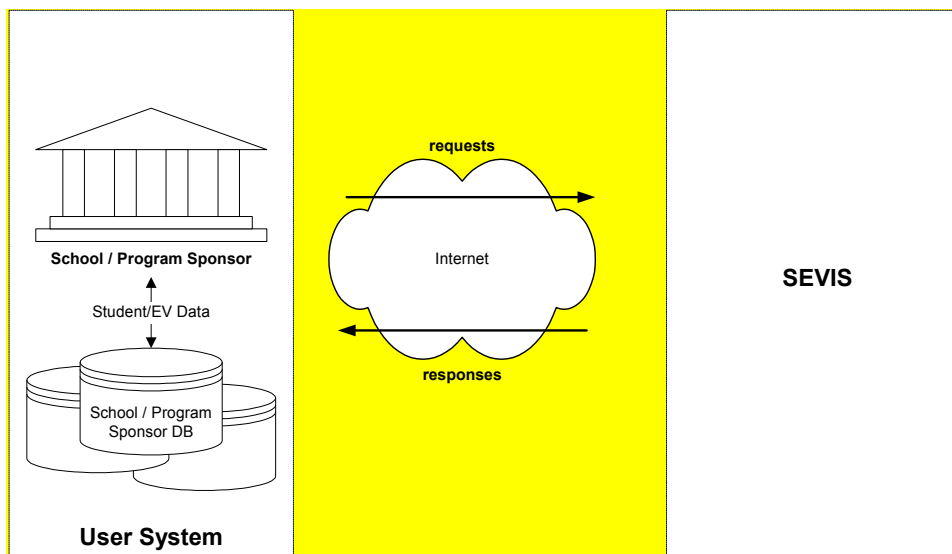 School / Program Sponsor
Student/EV Data
School / Program
Sponsor DB
User System
requests
Internet
responses
SEVIS